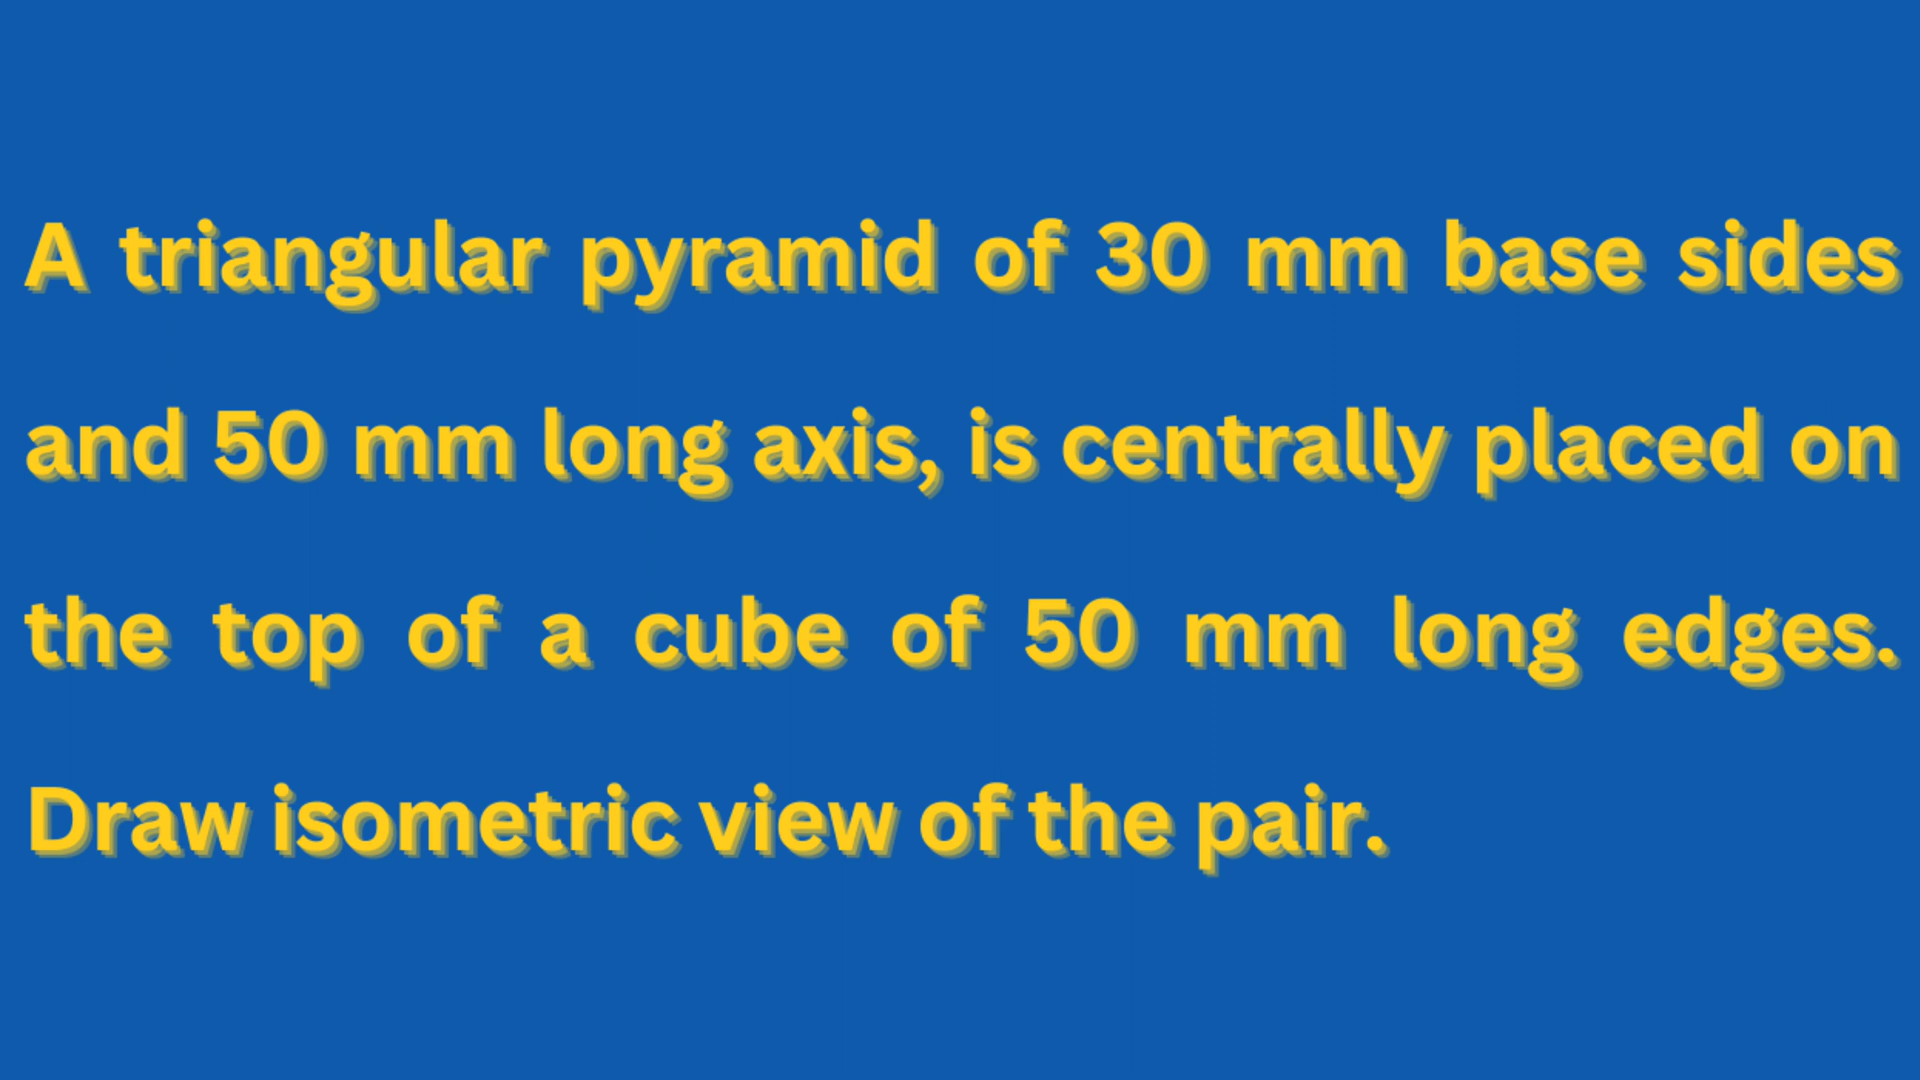 A triangular pyramid of 30 mm base sides
and 50 mm long axis, is centrally placed on
the top of a cube of 50 mm long edges.
Draw isometric view of the pair.